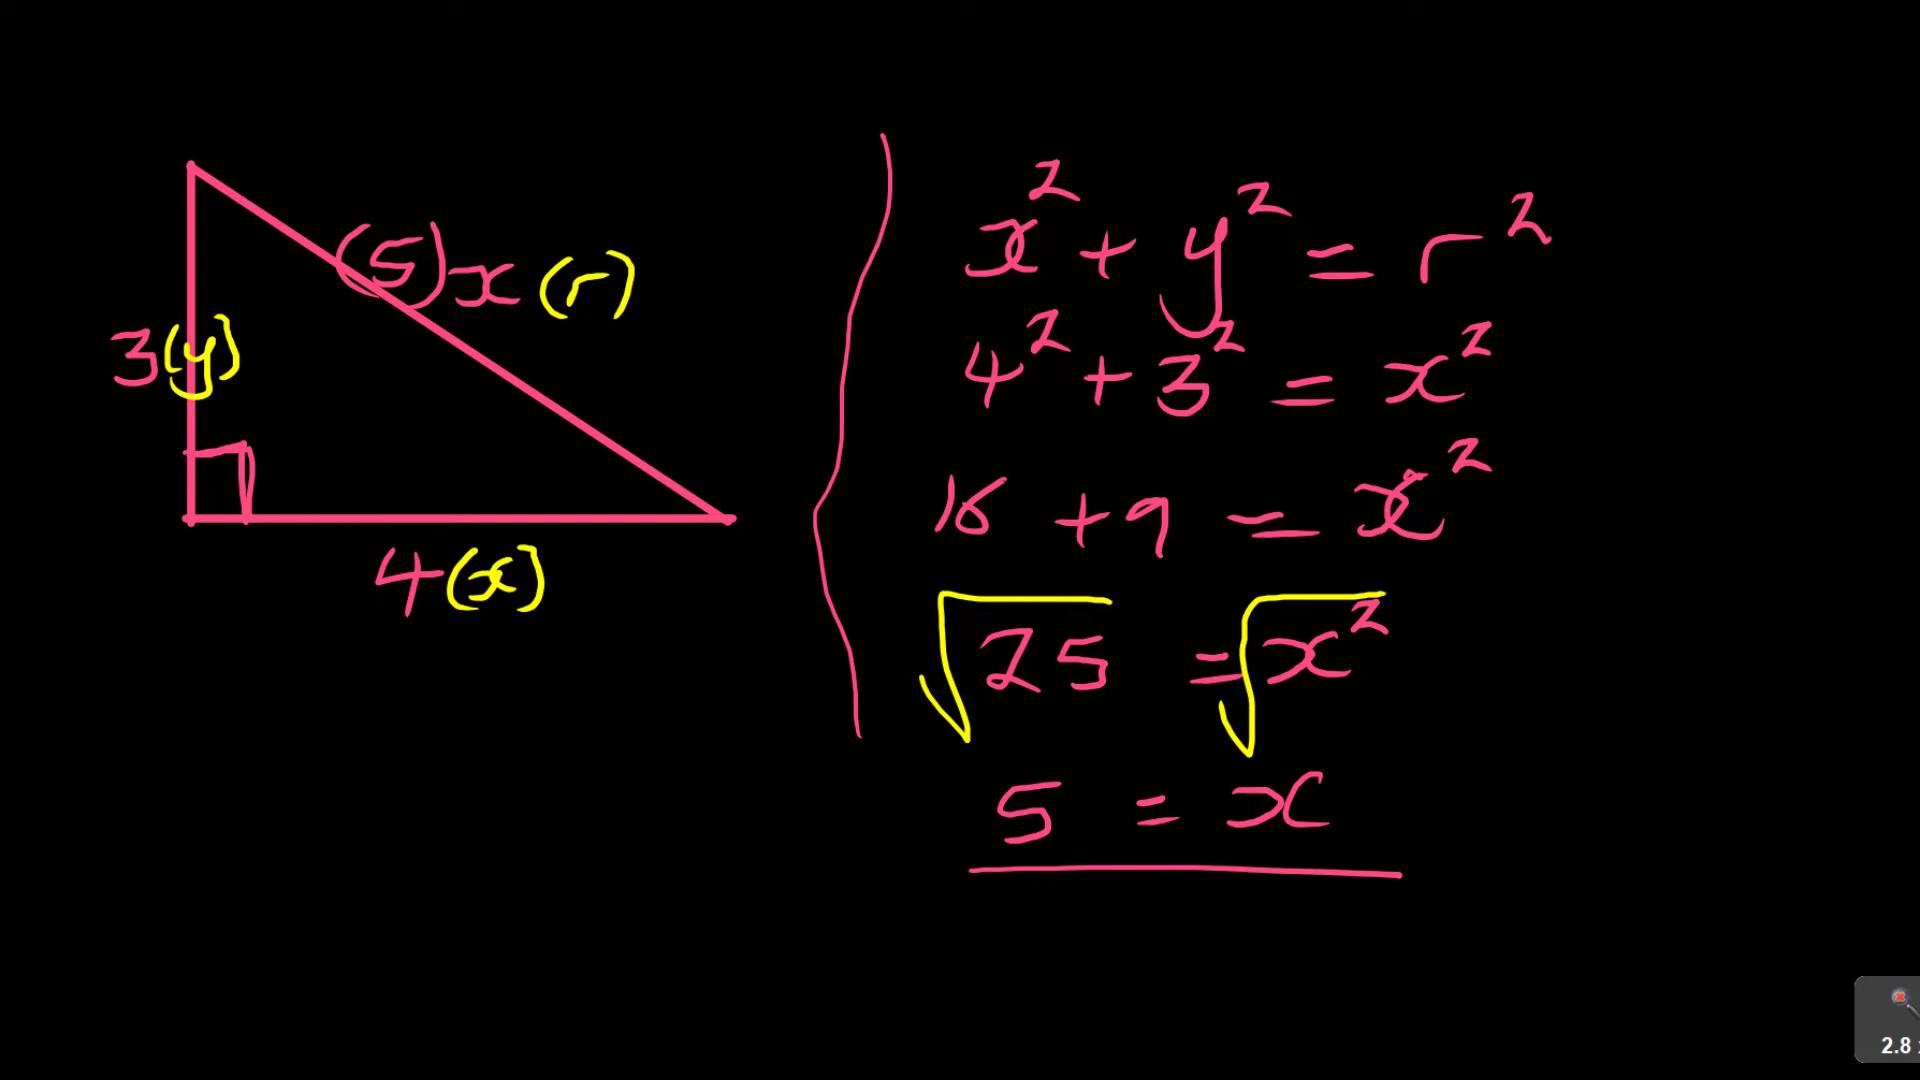 (5)x (r)
3(y)
4(x)
x² + y² = r²
4² + 3² = x²
16 + 9 = x²
√25 = √x²
5 = x
2.8